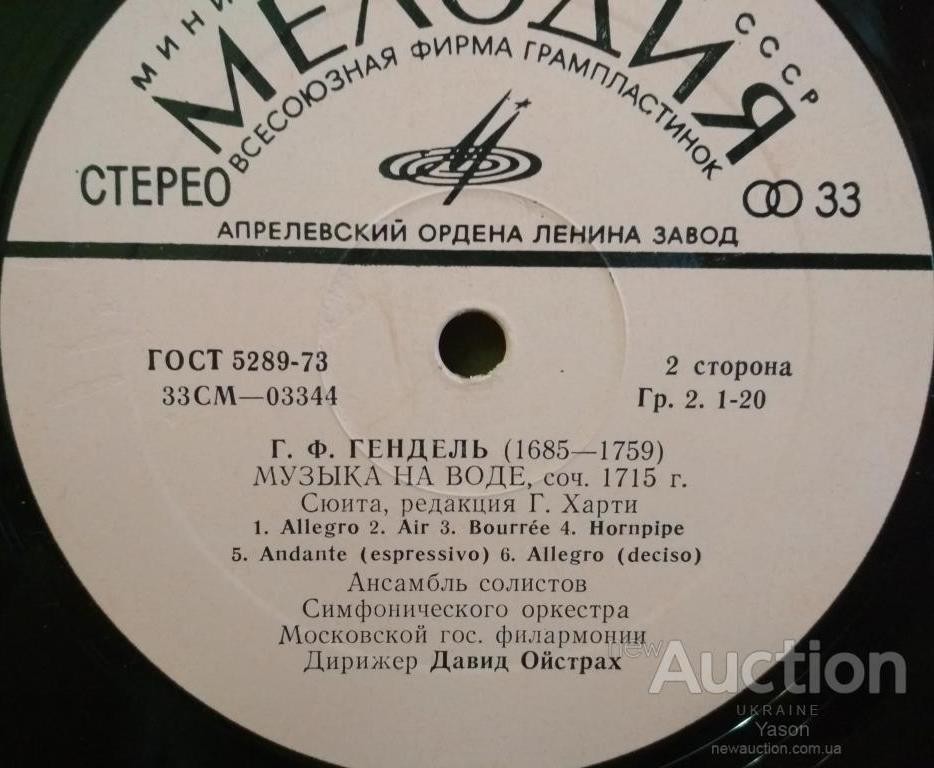 МИНИ СССР
МЕЛОДИЯ
ВСЕСОЮЗНАЯ ФИРМА ГРАМПЛАСТИНОК
СТЕРЕО 33
АПРЕЛЕВСКИЙ ОРДЕНА ЛЕНИНА ЗАВОД
ГОСТ 5289-73 2 сторона
33СМ—03344 Гр. 2. 1-20
Г. Ф. ГЕНДЕЛЬ (1685—1759)
МУЗЫКА НА ВОДЕ, соч. 1715 г.
Сюита, редакция Г. Харти
1. Allegro 2. Air 3. Bourrée 4. Hornpipe
5. Andante (espressivo) 6. Allegro (deciso)
Ансамбль солистов
Симфонического оркестра
Московской гос. филармонии
Дирижер Давид Ойстрах
newAuction
UKRAINE
Yason
newauction.com.ua